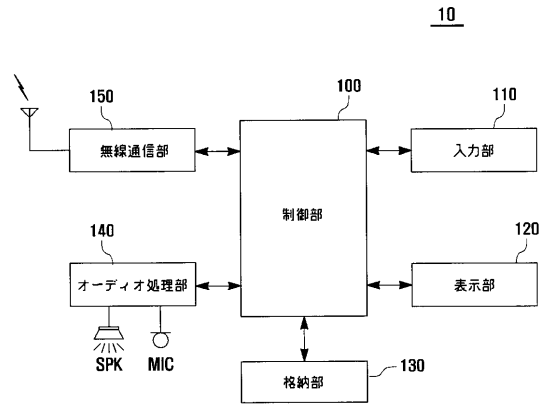 10
150
100
110
無線通信部
制御部
入力部
140
120
オーディオ処理部
表示部
SPK
MIC
130
格納部